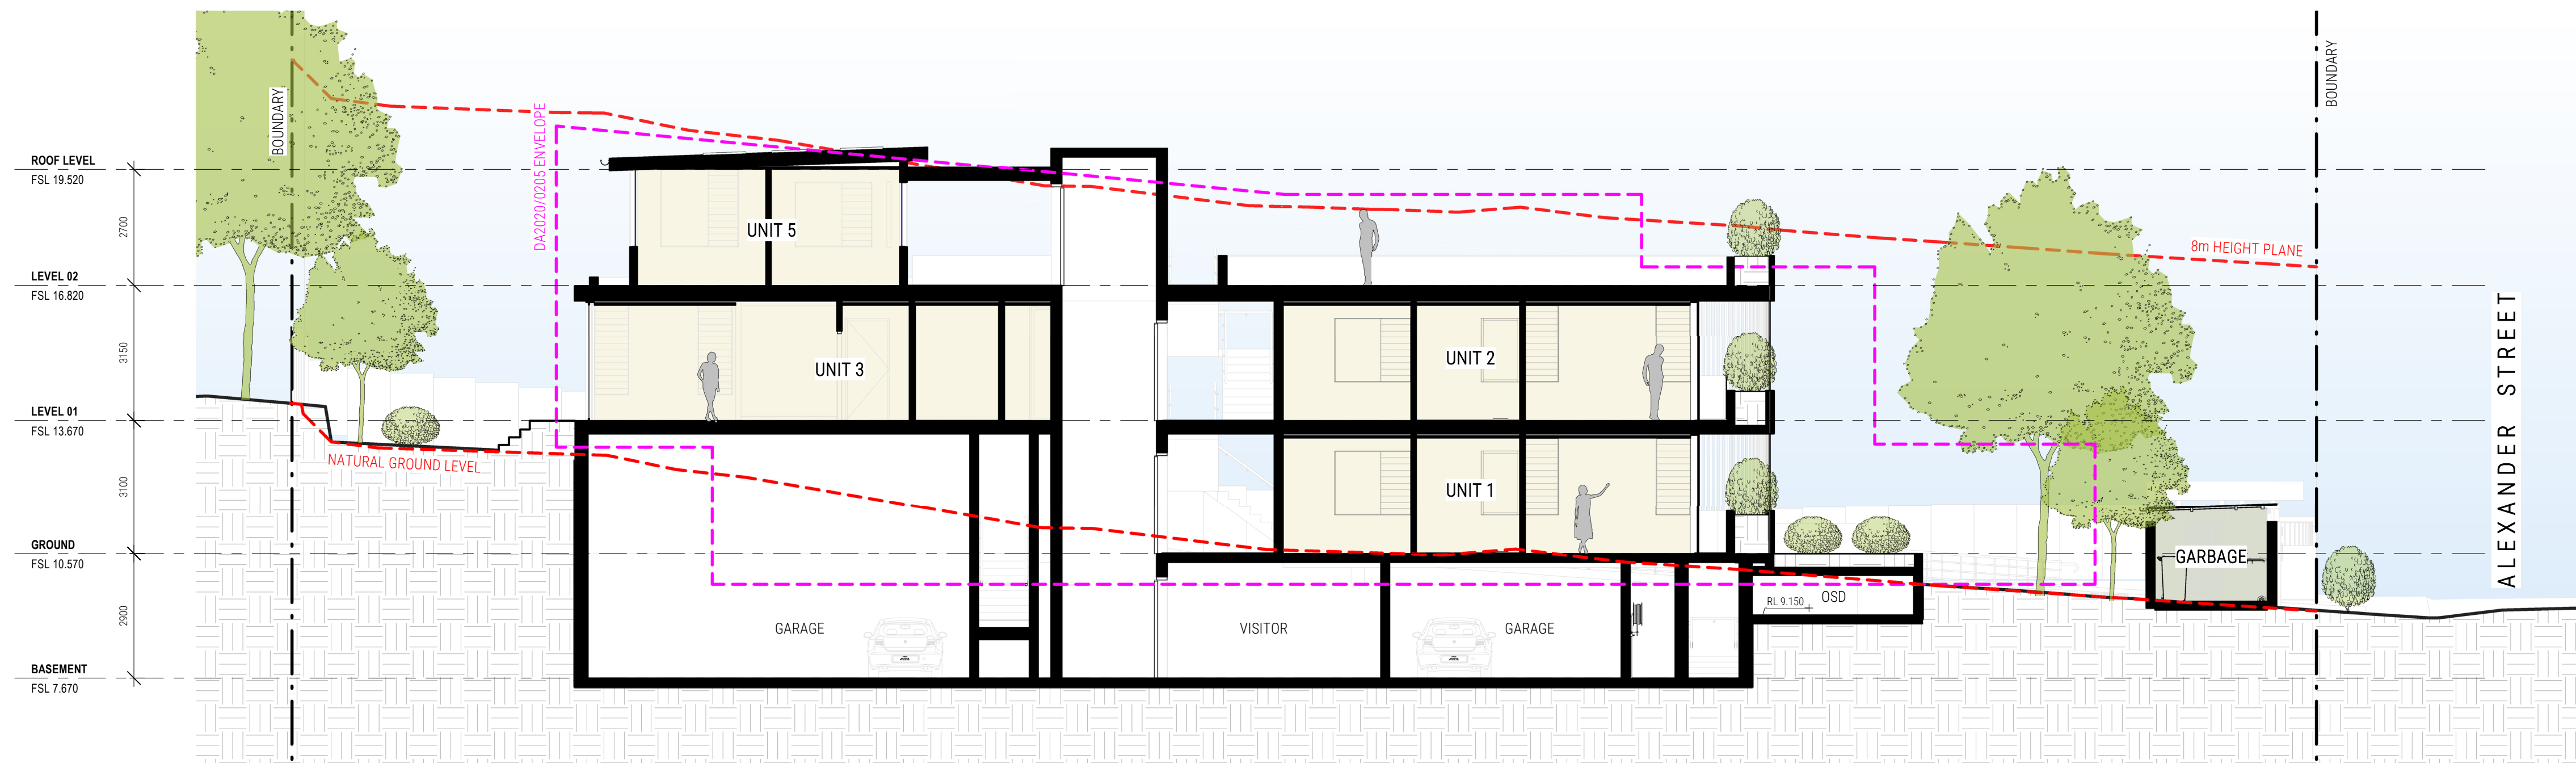 BOUNDARY
BOUNDARY
DA2020/0205 ENVELOPE
ROOF LEVEL
FSL 19.520
2700
UNIT 5
8m HEIGHT PLANE
LEVEL 02
FSL 16.820
3150
UNIT 3
UNIT 2
LEVEL 01
FSL 13.670
NATURAL GROUND LEVEL
3100
UNIT 1
ALEXANDER STREET
GROUND
FSL 10.570
GARBAGE
2900
RL 9.150
OSD
GARAGE
VISITOR
GARAGE
BASEMENT
FSL 7.670